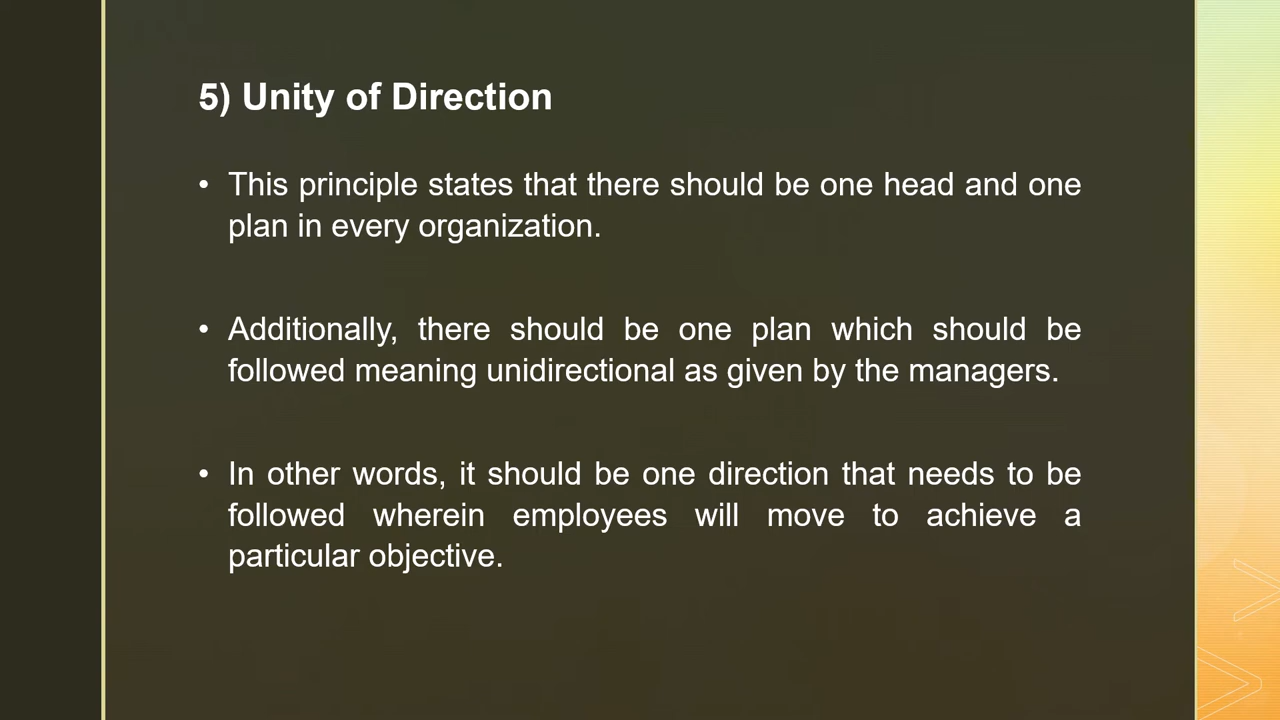 5) Unity of Direction
• This principle states that there should be one head and one
plan in every organization.
• Additionally, there should be one plan which should be
followed meaning unidirectional as given by the managers.
• In other words, it should be one direction that needs to be
followed wherein employees will move to achieve a
particular objective.